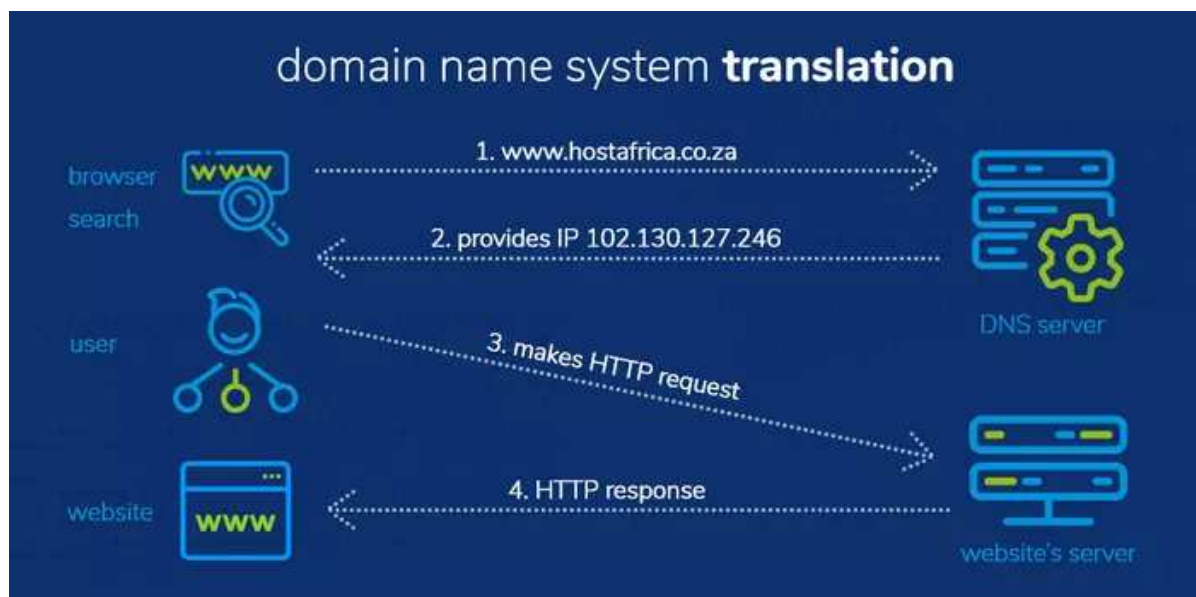 domain name system translation
browser
search
www
1. www.hostafrica.co.za
2. provides IP 102.130.127.246
DNS server
user
3. makes HTTP request
website
www
4. HTTP response
website's server